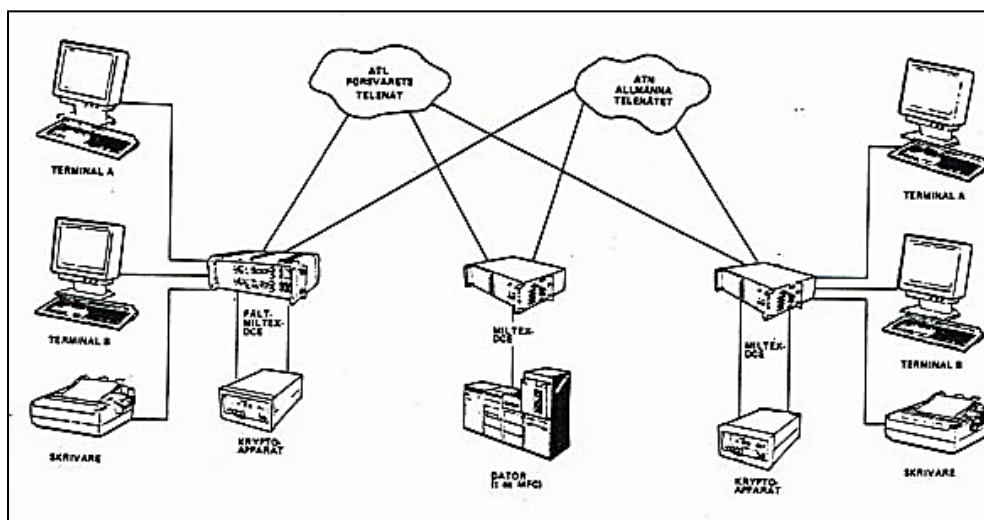 ATL
FÖRSVARETS
TELENÄT
ATN
ALLMÄNNA
TELENÄTET
TERMINAL A
TERMINAL A
TERMINAL B
FÄLT-
MILTEX-
DCE
MILTEX-
DCE
MILTEX-
DCE
TERMINAL B
SKRIVARE
KRYPTO-
APPARAT
DATOR
KRYPTO-
APPARAT
SKRIVARE